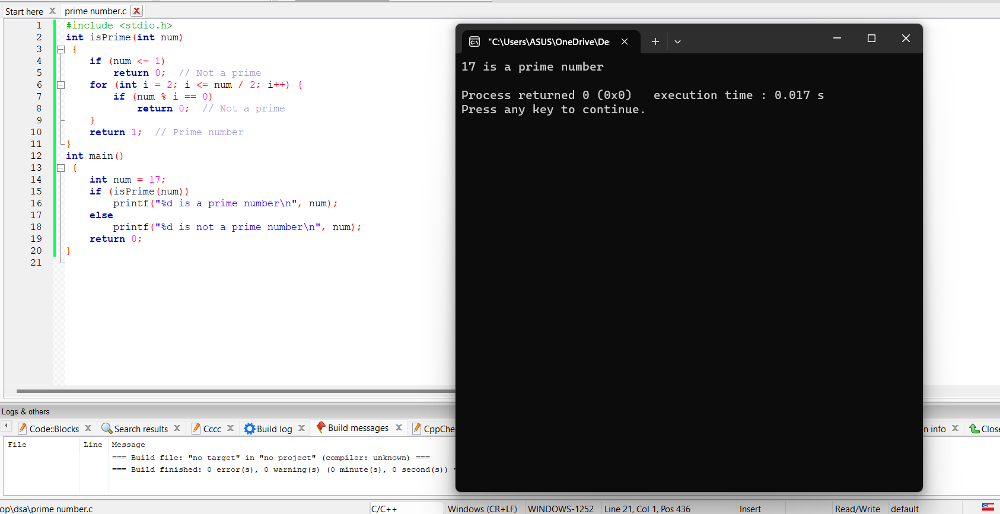 Start here
prime number.c
1 #include <stdio.h>
2 int isPrime(int num)
3 {
4 if (num <= 1)
5 return 0; // Not a prime
6 for (int i = 2; i <= num / 2; i++) {
7 if (num % i == 0)
8 return 0; // Not a prime
9 }
10 return 1; // Prime number
11 }
12 int main()
13 {
14 int num = 17;
15 if (isPrime(num))
16 printf("%d is a prime number\n", num);
17 else
18 printf("%d is not a prime number\n", num);
19 return 0;
20 }
21
"C:\Users\ASUS\OneDrive\De
17 is a prime number
Process returned 0 (0x0) execution time : 0.017 s
Press any key to continue.
Logs & others
Code::Blocks
Search results
Cccc
Build log
Build messages
CppChe
n info
Close
File Line Message
=== Build file: "no target" in "no project" (compiler: unknown) ===
=== Build finished: 0 error(s), 0 warning(s) (0 minute(s), 0 second(s)) =
op\dsa\prime number.c
C/C++
Windows (CR+LF)
WINDOWS-1252
Line 21, Col 1, Pos 436
Insert
Read/Write
default